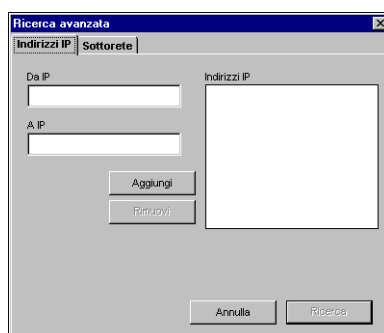 Ricerca avanzata
Indirizzi IP Sottorete
Da IP
Indirizzi IP
A IP
Aggiungi
Rimuovi
Annulla Ricerca